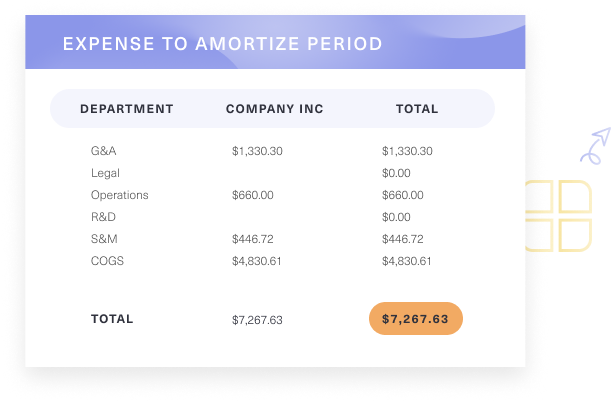 EXPENSE TO AMORTIZE PERIOD
DEPARTMENT COMPANY INC TOTAL
G&A $1,330.30 $1,330.30
Legal $0.00
Operations $660.00 $660.00
R&D $0.00
S&M $446.72 $446.72
COGS $4,830.61 $4,830.61
TOTAL $7,267.63 $7,267.63